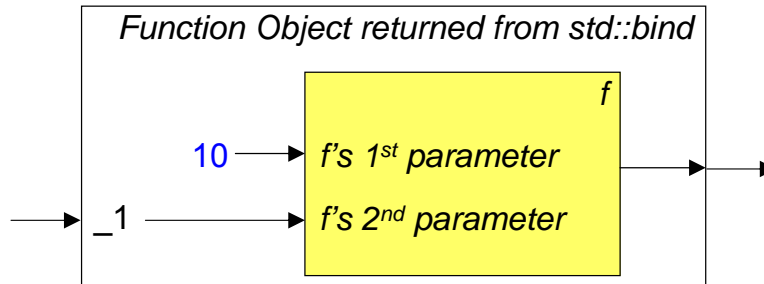 Function Object returned from std::bind
f
10 f's 1st parameter
_1 f's 2nd parameter